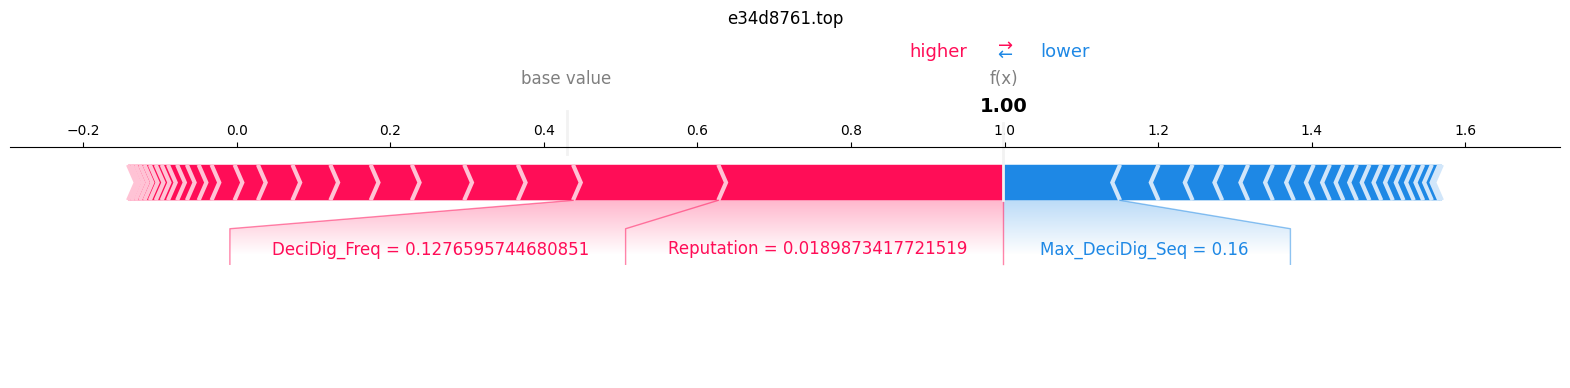 e34d8761.top
higher ⇄ lower
base value f(x)
1.00
−0.2 0.0 0.2 0.4 0.6 0.8 1.0 1.2 1.4 1.6
DeciDig_Freq = 0.1276595744680851 Reputation = 0.0189873417721519 Max_DeciDig_Seq = 0.16